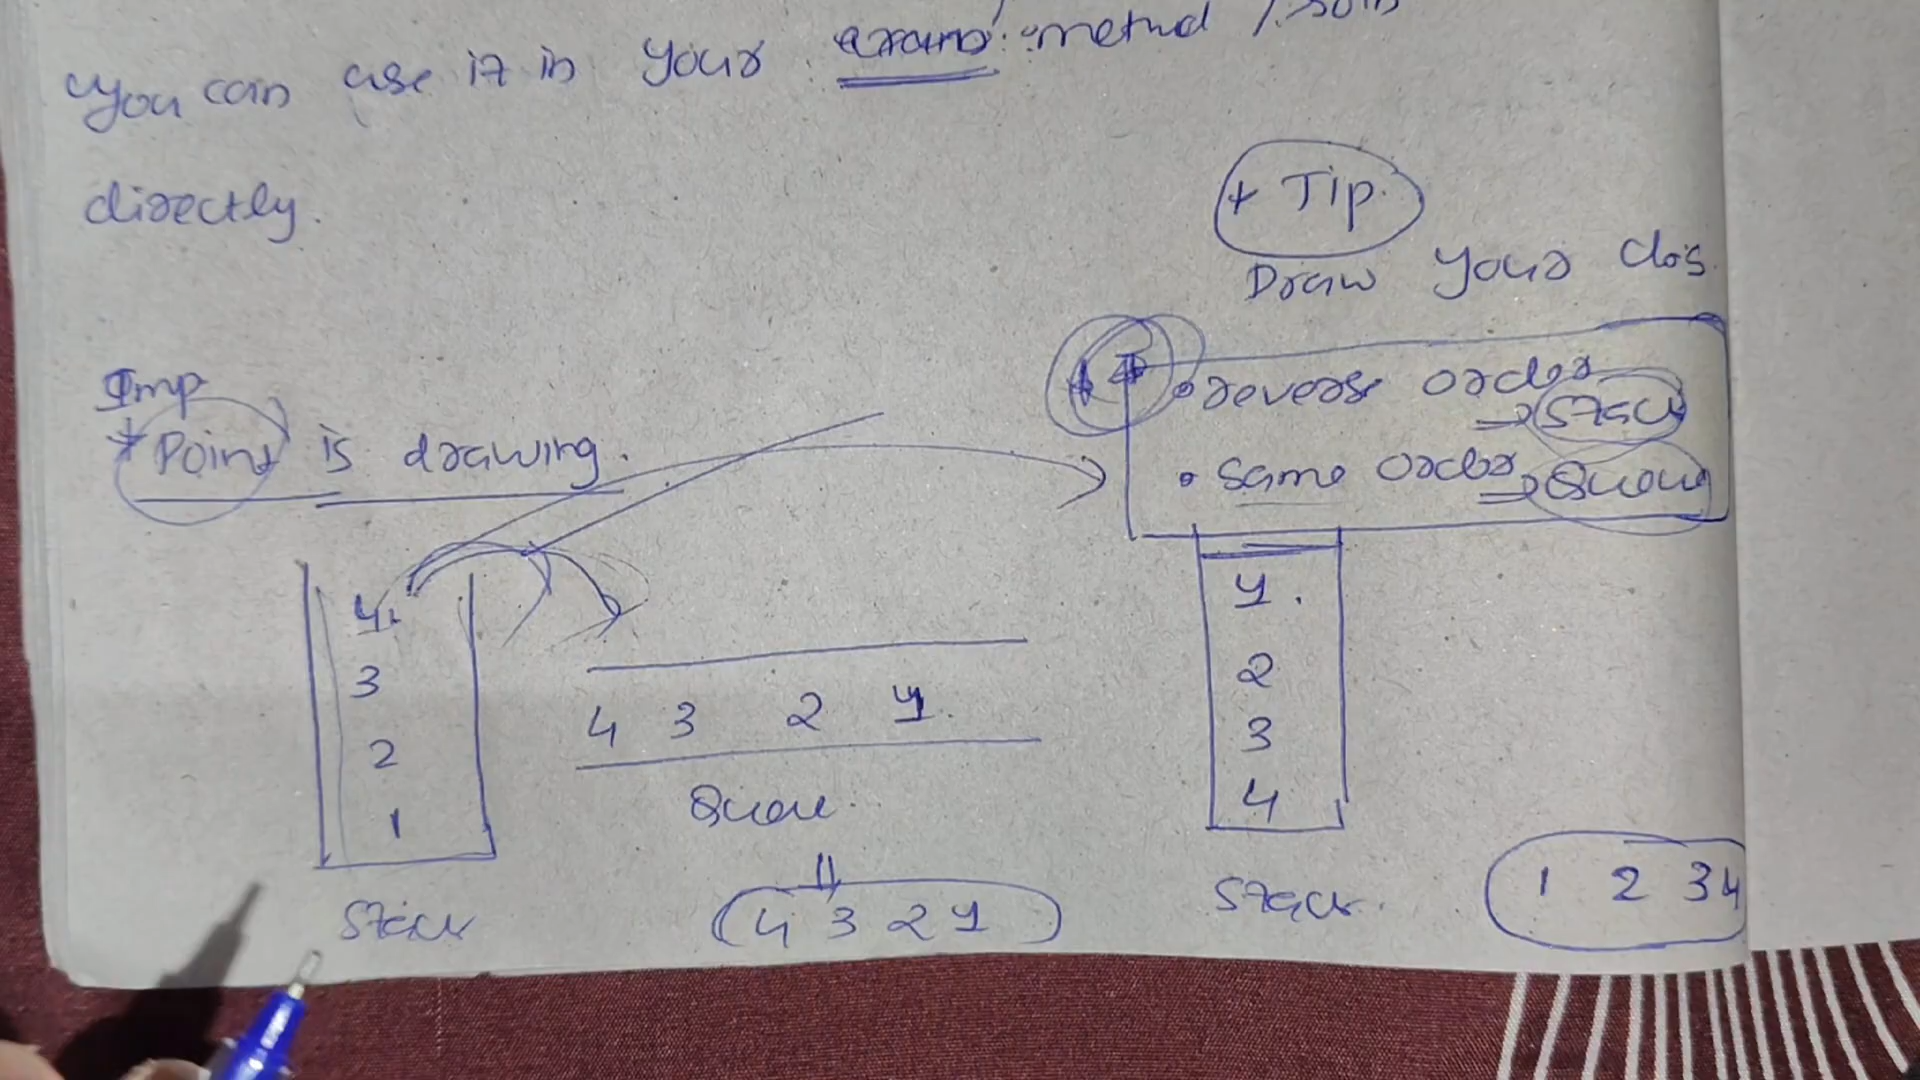 you can use it in your exams method / soln
directly.
* Tip.
Draw your
• reverse order
⇒ Stack
• Same order ⇒ Queue
Imp
* Point is drawing.
4
3
2
1
Stack
4 3 2 1
Queue
4 3 2 1
1
2
3
4
Stack.
1 2 3 4